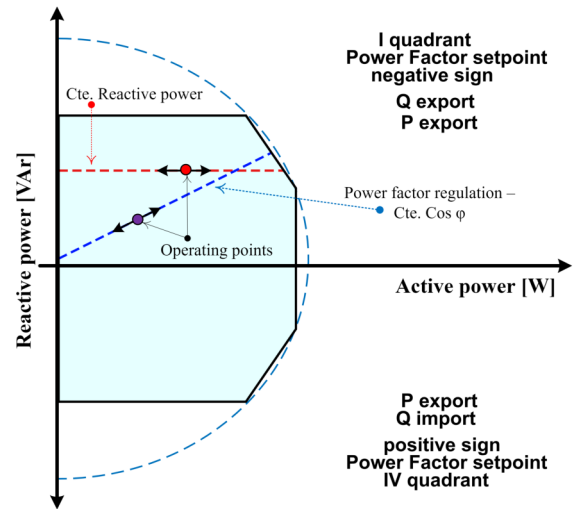 I quadrant
Power Factor setpoint
negative sign
Q export
P export
Cte. Reactive power
Power factor regulation –
Cte. Cos φ
Operating points
Reactive power [VAr]
Active power [W]
P export
Q import
positive sign
Power Factor setpoint
IV quadrant